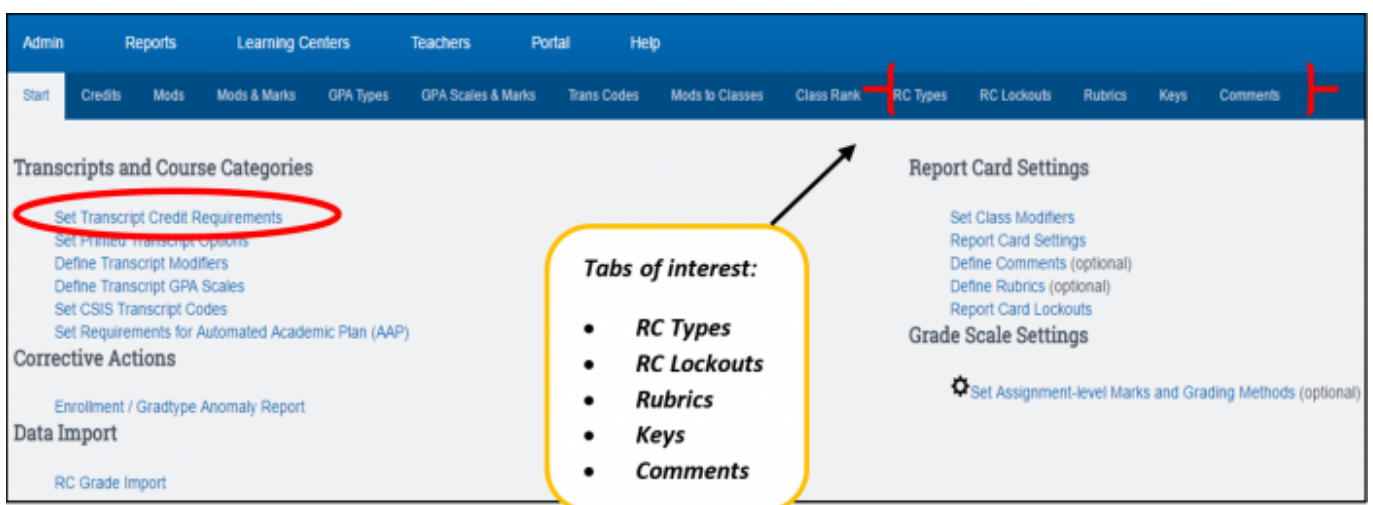 Admin Reports Learning Centers Teachers Portal Help
Start Credits Mods Mods & Marks GPA Types GPA Scales & Marks Trans Codes Mods to Classes Class Rank RC Types RC Lockouts Rubrics Keys Comments
Transcripts and Course Categories
Set Transcript Credit Requirements
Set Printed Transcript Options
Define Transcript Modifiers
Define Transcript GPA Scales
Set CSIS Transcript Codes
Set Requirements for Automated Academic Plan (AAP)
Corrective Actions
Enrollment / Gradtype Anomaly Report
Data Import
RC Grade Import
Tabs of interest:
• RC Types
• RC Lockouts
• Rubrics
• Keys
• Comments
Report Card Settings
Set Class Modifiers
Report Card Settings
Define Comments (optional)
Define Rubrics (optional)
Report Card Lockouts
Grade Scale Settings
Set Assignment-level Marks and Grading Methods (optional)